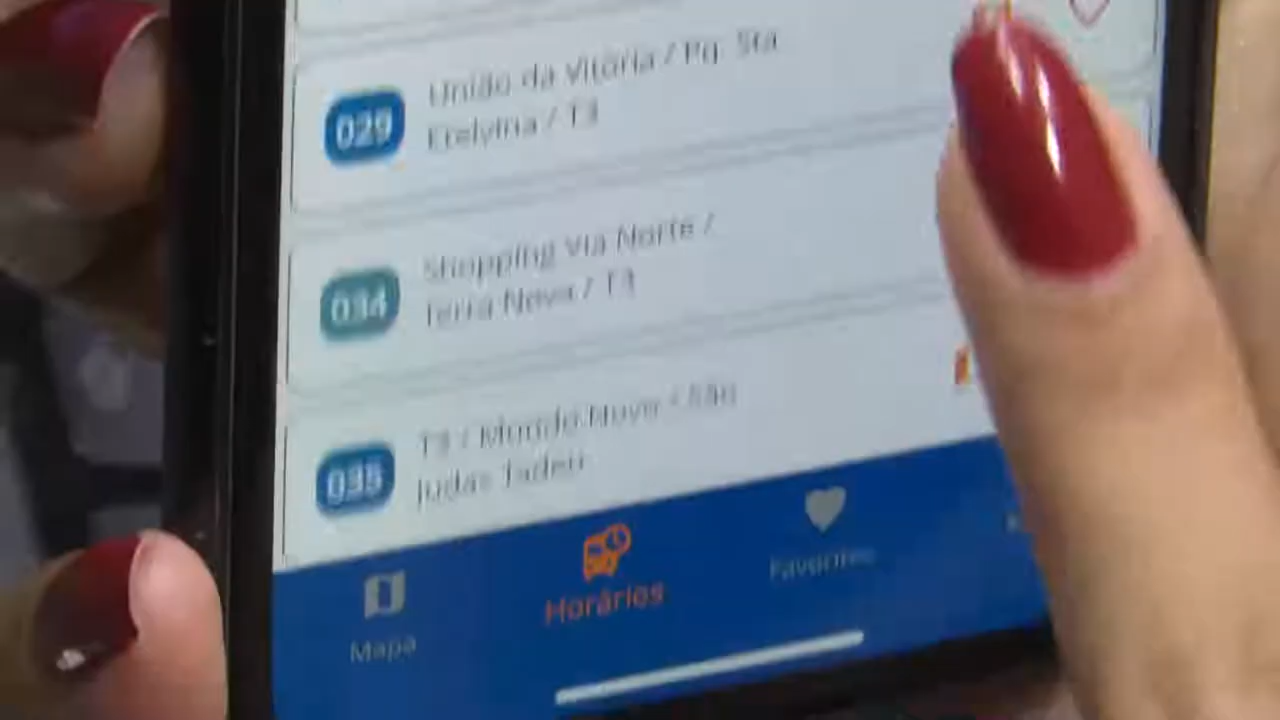 029
União da Vitória / Pq. Sta
Etelvina / T3
034
Shopping Via Norte /
Terra Nova / T3
035
T3 / Mundo Novo / São
Judas Tadeu
Mapa
Horários
Favoritos